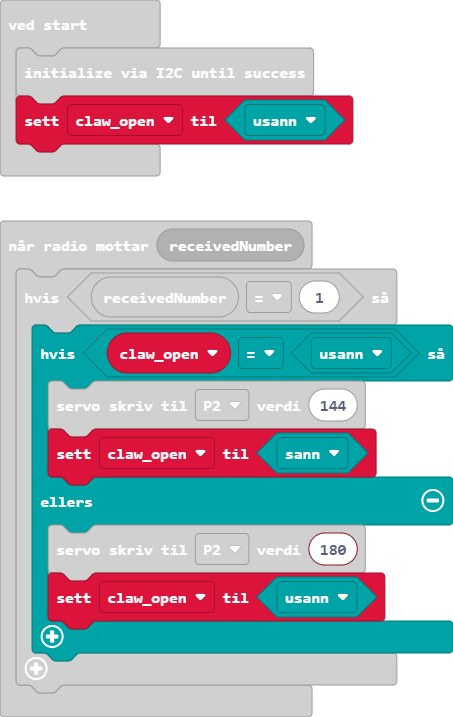 ved start
initialize via I2C until success
sett claw_open til usann
når radio mottar receivedNumber
hvis receivedNumber = 1 så
hvis claw_open = usann så
servo skriv til P2 verdi 144
sett claw_open til sann
ellers
servo skriv til P2 verdi 180
sett claw_open til usann